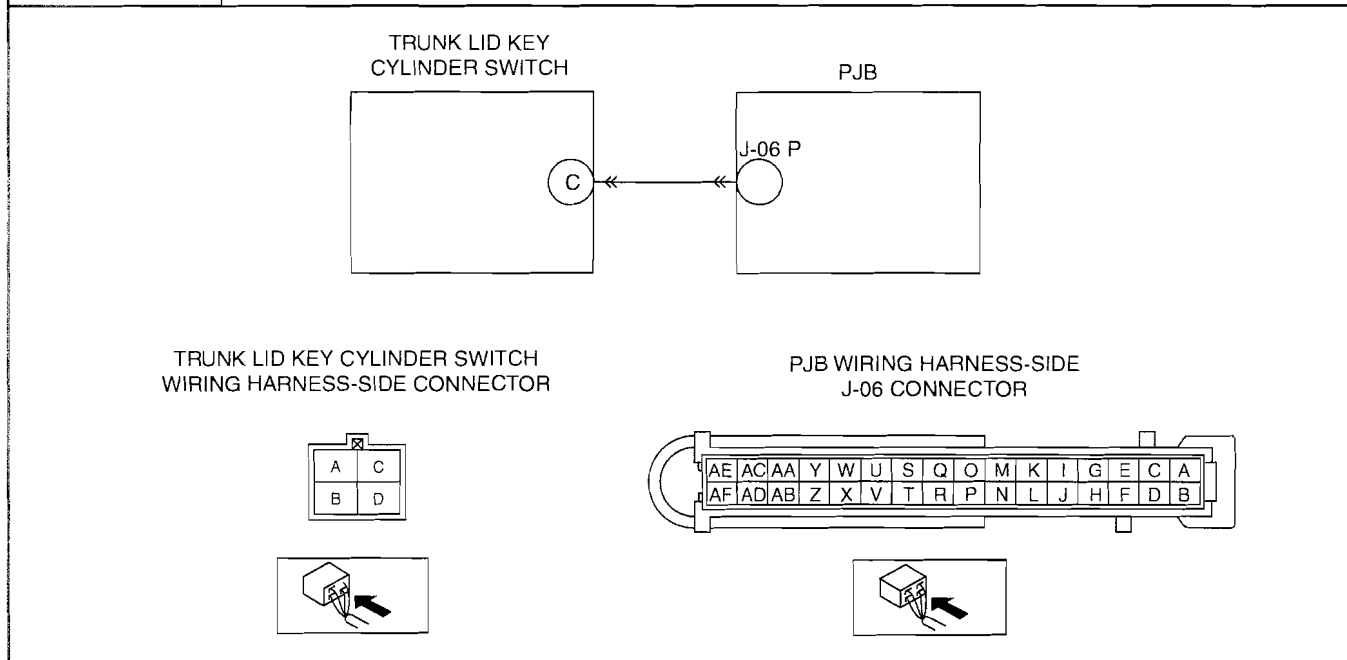 TRUNK LID KEY
CYLINDER SWITCH
PJB
J-06 P
C
TRUNK LID KEY CYLINDER SWITCH
WIRING HARNESS-SIDE CONNECTOR
PJB WIRING HARNESS-SIDE
J-06 CONNECTOR
A C
B D
AE AC AA Y W U S Q O M K I G E C A
AF AD AB Z X V T R P N L J H F D B